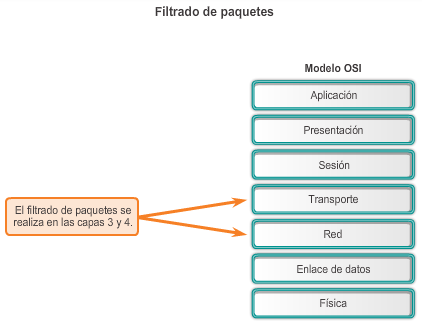 Filtrado de paquetes
Modelo OSI
Aplicación
Presentación
Sesión
Transporte
El filtrado de paquetes se
realiza en las capas 3 y 4.
Red
Enlace de datos
Física